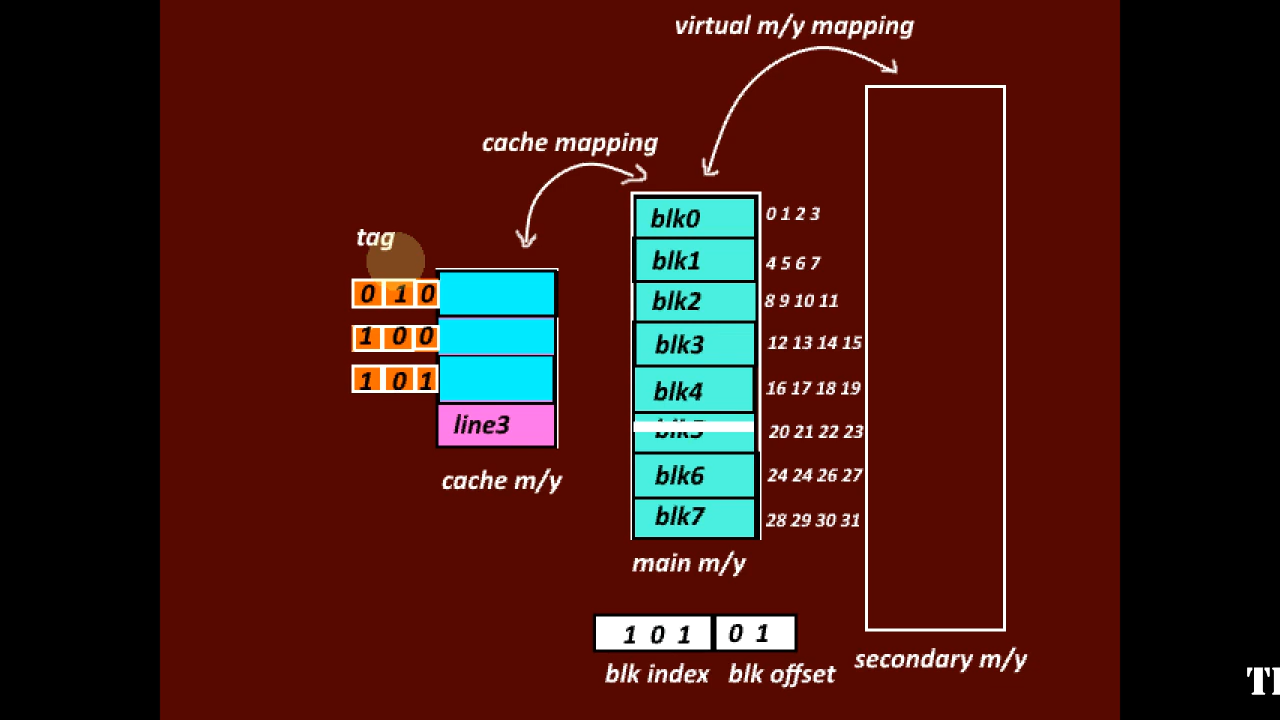 virtual m/y mapping
cache mapping
tag
0 1 0
1 0 0
1 0 1
line3
cache m/y
blk0 0 1 2 3
blk1 4 5 6 7
blk2 8 9 10 11
blk3 12 13 14 15
blk4 16 17 18 19
blk5 20 21 22 23
blk6 24 24 26 27
blk7 28 29 30 31
main m/y
1 0 1 0 1
blk index blk offset
secondary m/y